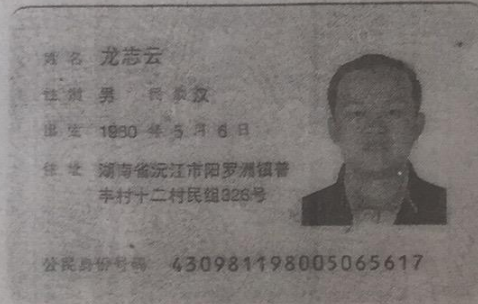 姓名 龙志云
性别 男 民族 汉
出生 1980 年 5 月 6 日
住址 湖南省沅江市阳罗洲镇普
丰村十二村民组326号
公民身份号码 430981198005065617